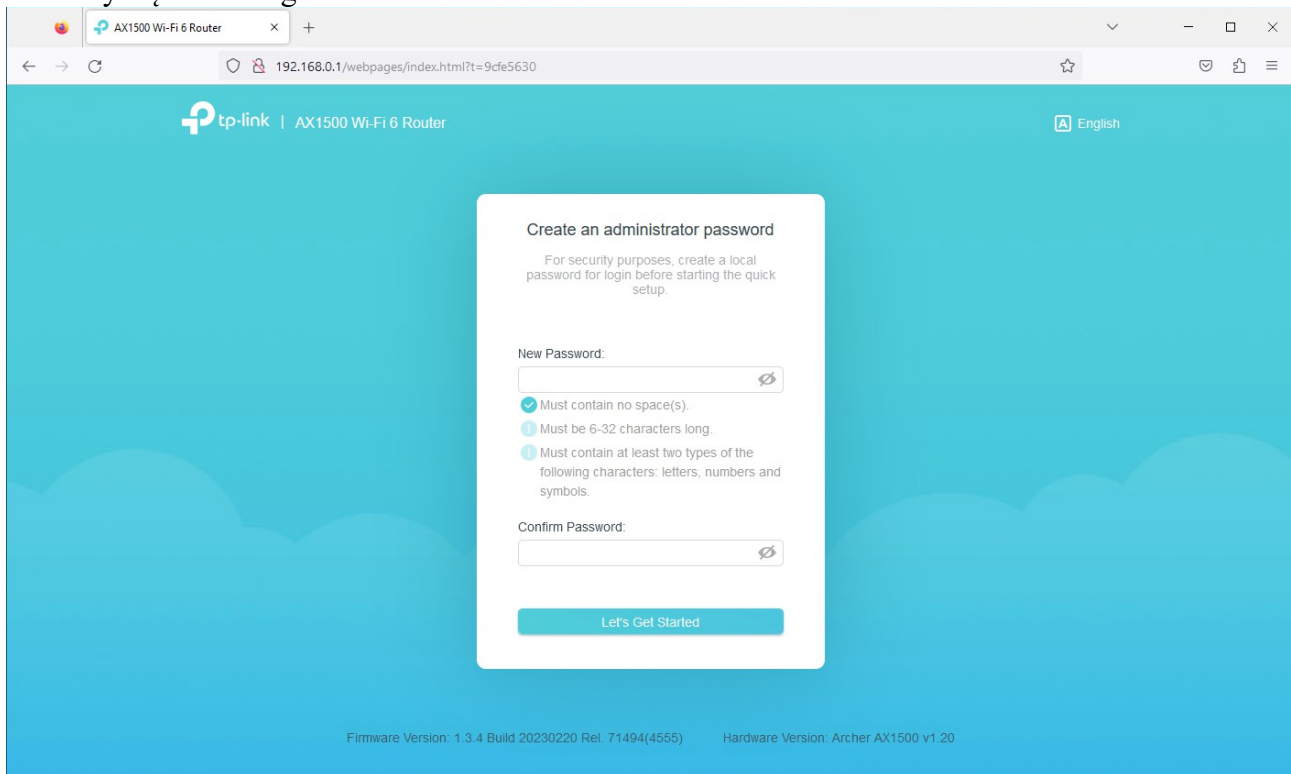 AX1500 Wi-Fi 6 Router
192.168.0.1/webpages/index.html?t=9cfe5630
tp-link | AX1500 Wi-Fi 6 Router
A English
Create an administrator password
For security purposes, create a local
password for login before starting the quick
setup.
New Password:
Must contain no space(s).
Must be 6-32 characters long.
Must contain at least two types of the
following characters: letters, numbers and
symbols.
Confirm Password:
Let's Get Started
Firmware Version: 1.3.4 Build 20230220 Rel. 71494(4555) Hardware Version: Archer AX1500 v1.20